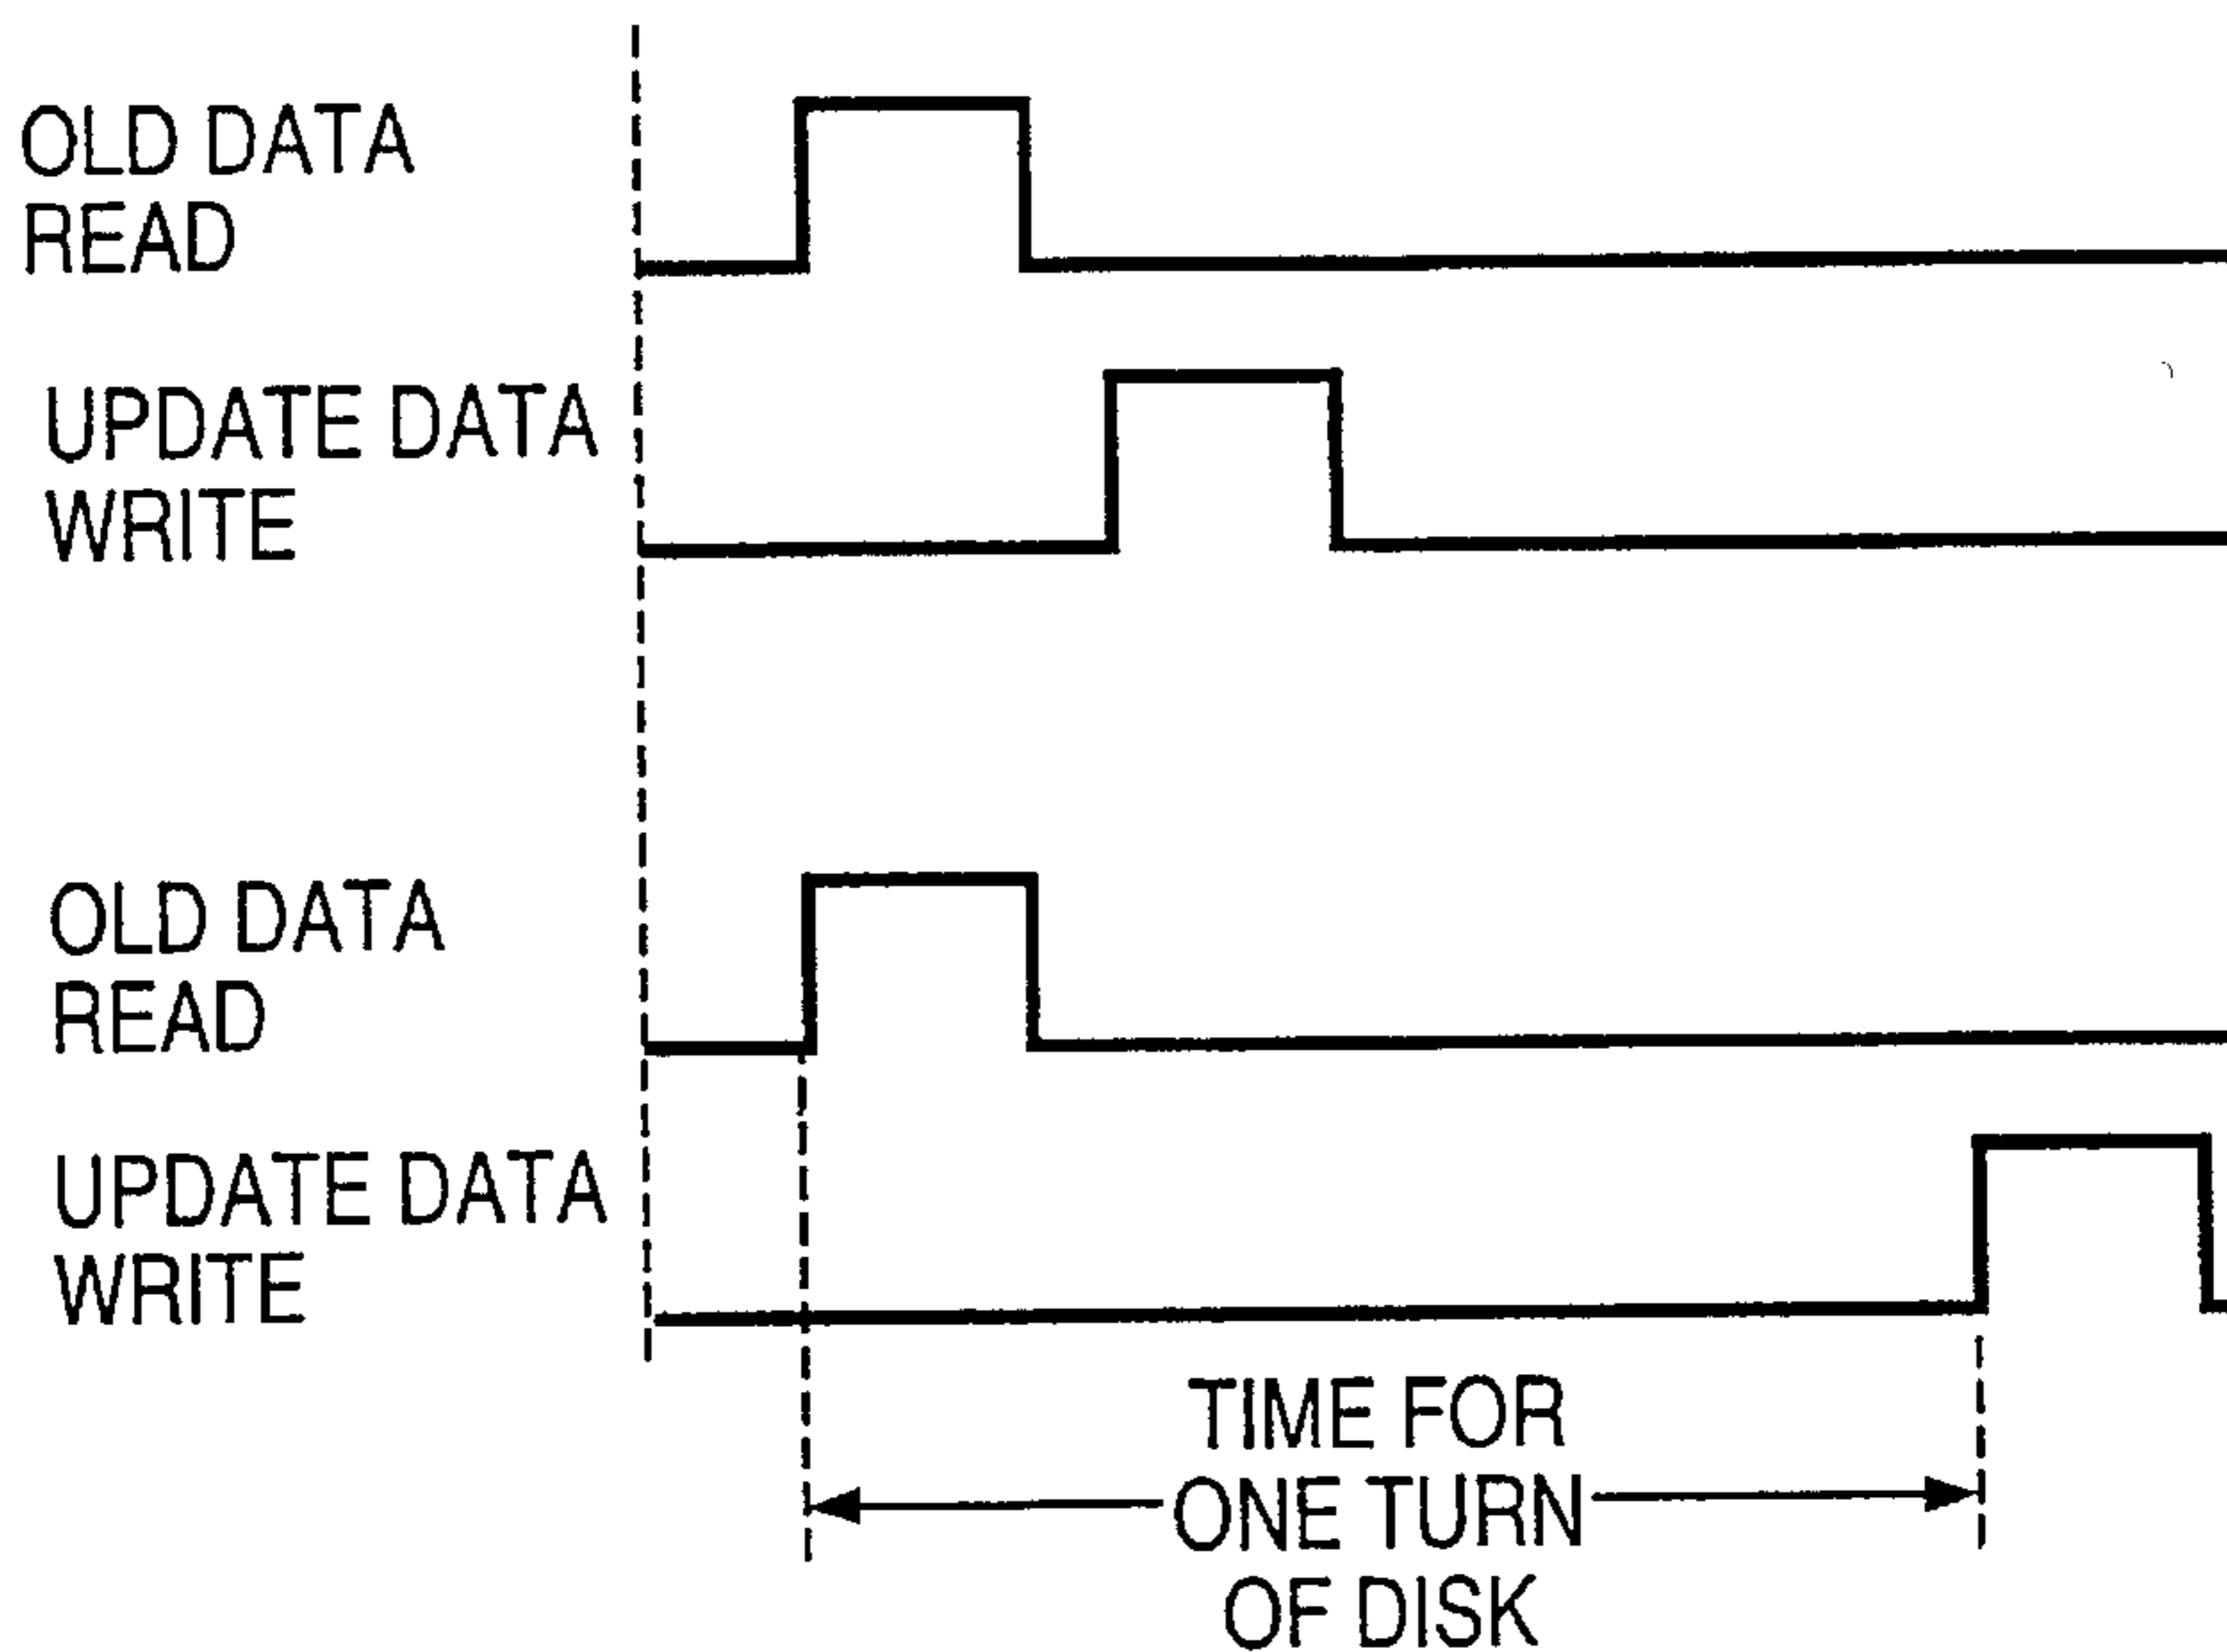 OLD DATA
READ
UPDATE DATA
WRITE
OLD DATA
READ
UPDATE DATA
WRITE
TIME FOR
ONE TURN
OF DISK